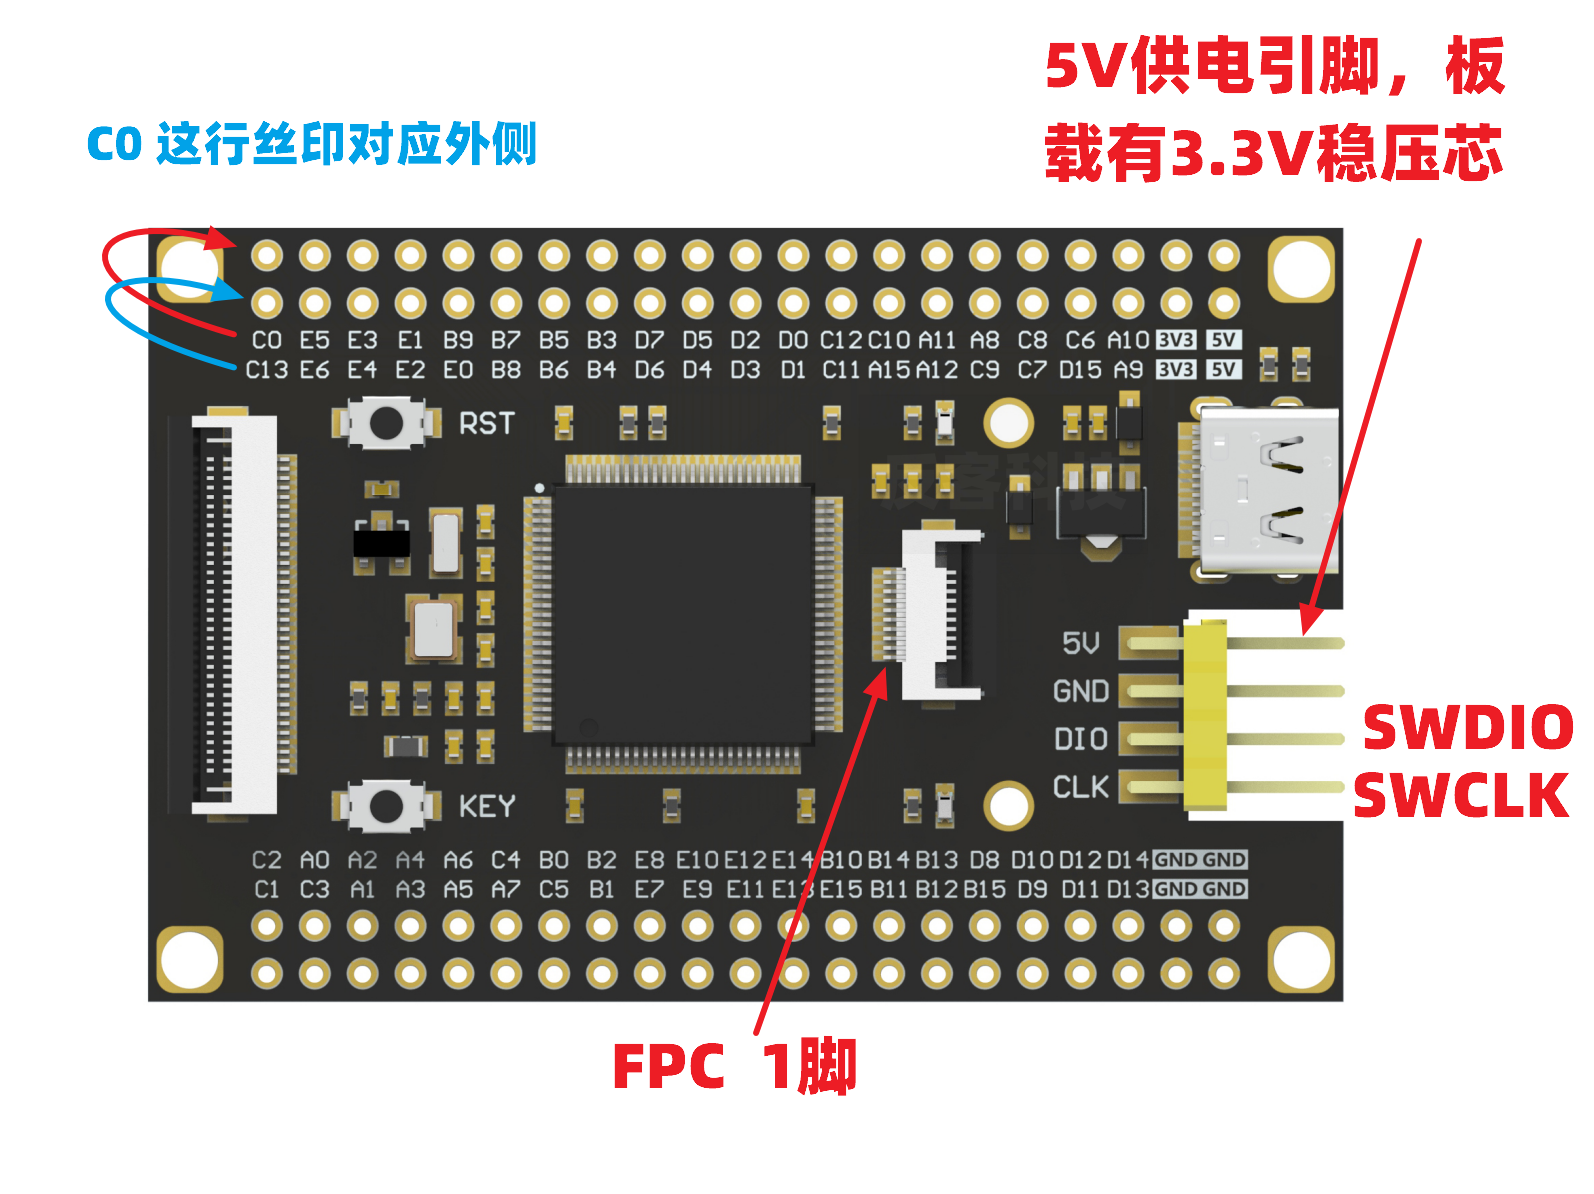 5V供电引脚，板
载有3.3V稳压芯
C0 这行丝印对应外侧
C0 E5 E3 E1 B9 B7 B5 B3 D7 D5 D2 D0 C12 C10 A11 A8 C8 C6 A10 3V3 5V
C13 E6 E4 E2 E0 B8 B6 B4 D6 D4 D3 D1 C11 A15 A12 C9 C7 D15 A9 3V3 5V
RST
反客科技
5V
GND
DIO
CLK
SWDIO
SWCLK
KEY
C2 A0 A2 A4 A6 C4 B0 B2 E8 E10 E12 E14 B10 B14 B13 D8 D10 D12 D14 GND GND
C1 C3 A1 A3 A5 A7 C5 B1 E7 E9 E11 E13 E15 B11 B12 B15 D9 D11 D13 GND GND
FPC 1脚